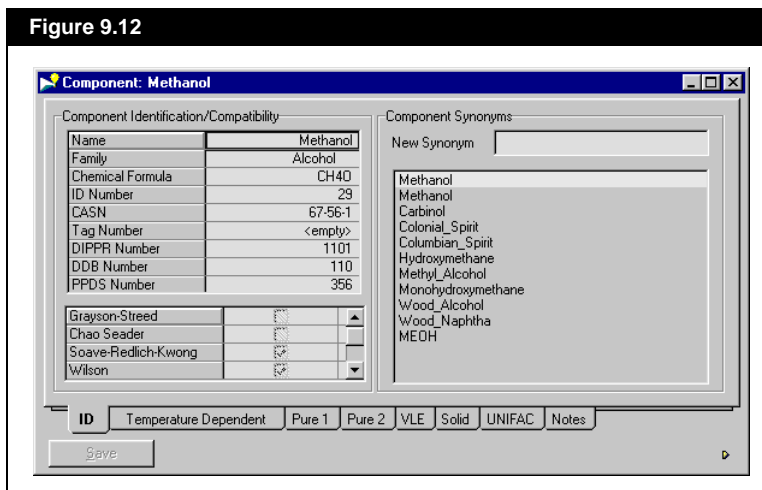 Figure 9.12
Component: Methanol
Component Identification/Compatibility
Name Methanol
Family Alcohol
Chemical Formula CH4O
ID Number 29
CASN 67-56-1
Tag Number <empty>
DIPPR Number 1101
DDB Number 110
PPDS Number 356
Grayson-Streed
Chao Seader
Soave-Redlich-Kwong
Wilson
Component Synonyms
New Synonym
Methanol
Methanol
Carbinol
Colonial_Spirit
Columbian_Spirit
Hydroxymethane
Methyl_Alcohol
Monohydroxymethane
Wood_Alcohol
Wood_Naphtha
MEOH
ID Temperature Dependent Pure 1 Pure 2 VLE Solid UNIFAC Notes
Save